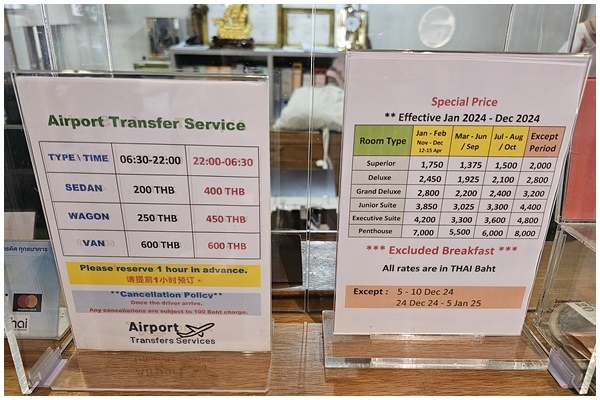 Airport Transfer Service
TYPE \ TIME 06:30-22:00 22:00-06:30
SEDAN 200 THB 400 THB
WAGON 250 THB 450 THB
VAN 600 THB 600 THB
Please reserve 1 hour in advance.
请提前1小时预订。
**Cancellation Policy**
Once the driver arrive.
Any cancellations are subject to 100 Baht charge.
Airport
Transfers Services
Special Price
** Effective Jan 2024 - Dec 2024
Room Type Jan - Feb Nov - Dec 12-15 Apr Mar - Jun / Sep Jul - Aug / Oct Except Period
Superior 1,750 1,375 1,500 2,000
Deluxe 2,450 1,925 2,100 2,800
Grand Deluxe 2,800 2,200 2,400 3,200
Junior Suite 3,850 3,025 3,300 4,400
Executive Suite 4,200 3,300 3,600 4,800
Penthouse 7,000 5,500 6,000 8,000
*** Excluded Breakfast ***
All rates are in THAI Baht
Except : 5 - 10 Dec 24
24 Dec 24 - 5 Jan 25
mastercard